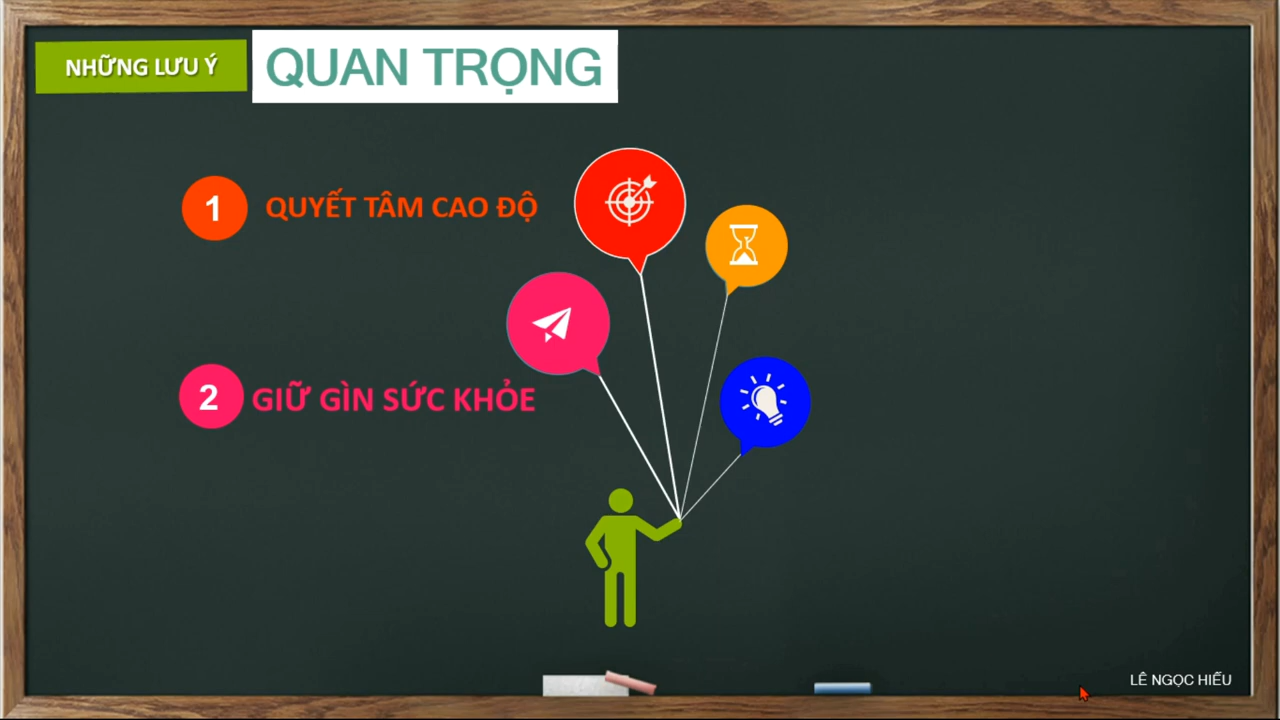 NHỮNG LƯU Ý
QUAN TRỌNG
1 QUYẾT TÂM CAO ĐỘ
2 GIỮ GÌN SỨC KHỎE
LÊ NGỌC HIẾU